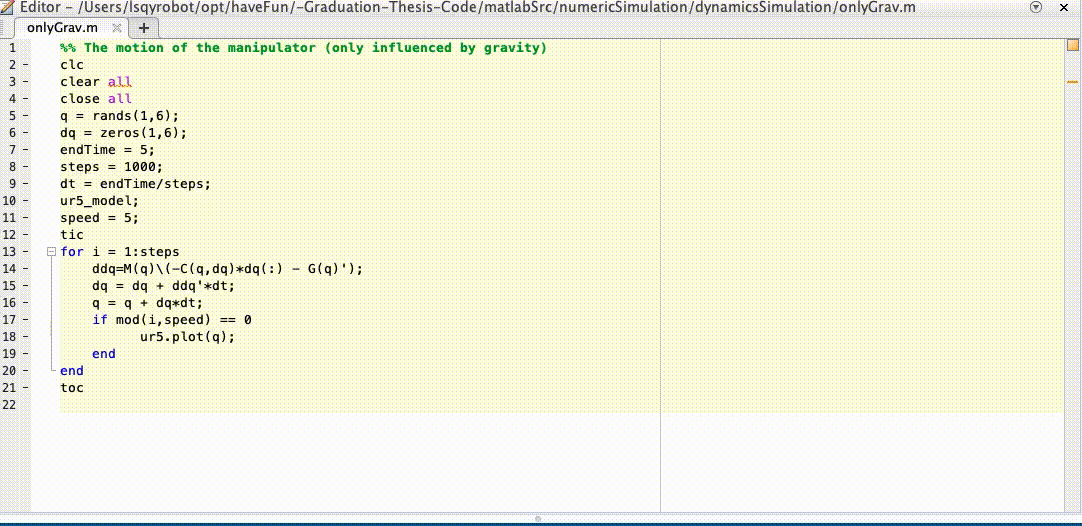 Editor - /Users/lsqyrobot/opt/haveFun/-Graduation-Thesis-Code/matlabSrc/numericSimulation/dynamicsSimulation/onlyGrav.m
onlyGrav.m × +
1 %% The motion of the manipulator (only influenced by gravity)
2 - clc
3 - clear all
4 - close all
5 - q = rands(1,6);
6 - dq = zeros(1,6);
7 - endTime = 5;
8 - steps = 1000;
9 - dt = endTime/steps;
10 - ur5_model;
11 - speed = 5;
12 - tic
13 - for i = 1:steps
14 - ddq=M(q)\(-C(q,dq)*dq(:) - G(q)');
15 - dq = dq + ddq'*dt;
16 - q = q + dq*dt;
17 - if mod(i,speed) == 0
18 - ur5.plot(q);
19 - end
20 - end
21 - toc
22